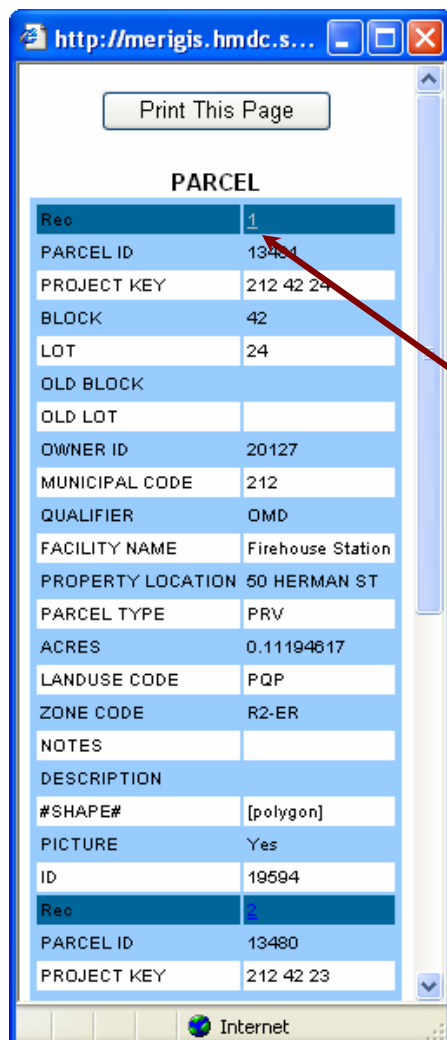 http://merigis.hmdc.s...
Print This Page
PARCEL
Rec 1
PARCEL ID
PROJECT KEY 212 42 24
BLOCK 42
LOT 24
OLD BLOCK
OLD LOT
OWNER ID 20127
MUNICIPAL CODE 212
QUALIFIER OMD
FACILITY NAME Firehouse Station
PROPERTY LOCATION 50 HERMAN ST
PARCEL TYPE PRV
ACRES 0.11194617
LANDUSE CODE PQP
ZONE CODE R2-ER
NOTES
DESCRIPTION
#SHAPE# [polygon]
PICTURE Yes
ID 19594
Rec 2
PARCEL ID 13480
PROJECT KEY 212 42 23
Internet